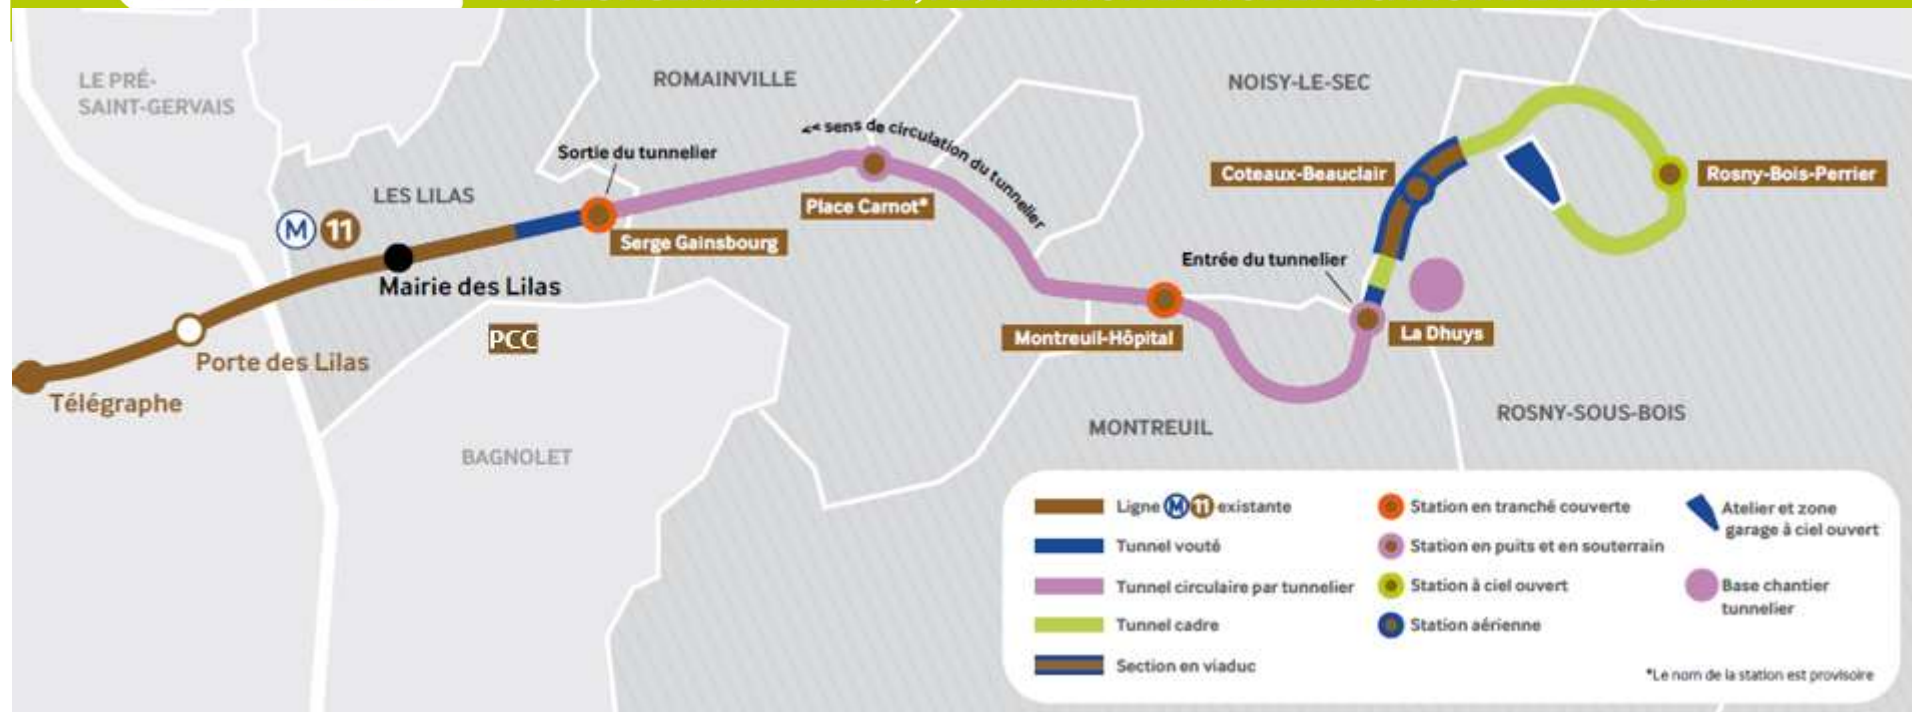 LE PRÉ-
SAINT-GERVAIS
ROMAINVILLE
NOISY-LE-SEC
<< sens de circulation du tunnelier
Sortie du tunnelier
Coteaux-Beauclair
Rosny-Bois-Perrier
LES LILAS
Place Carnot*
M 11
Serge Gainsbourg
Entrée du tunnelier
Mairie des Lilas
PCC
Montreuil-Hôpital
La Dhuys
Porte des Lilas
Télégraphe
ROSNY-SOUS-BOIS
MONTREUIL
BAGNOLET
Ligne M 11 existante
Tunnel vouté
Tunnel circulaire par tunnelier
Tunnel cadre
Section en viaduc
Station en tranché couverte
Station en puits et en souterrain
Station à ciel ouvert
Station aérienne
Atelier et zone
garage à ciel ouvert
Base chantier
tunnelier
*Le nom de la station est provisoire